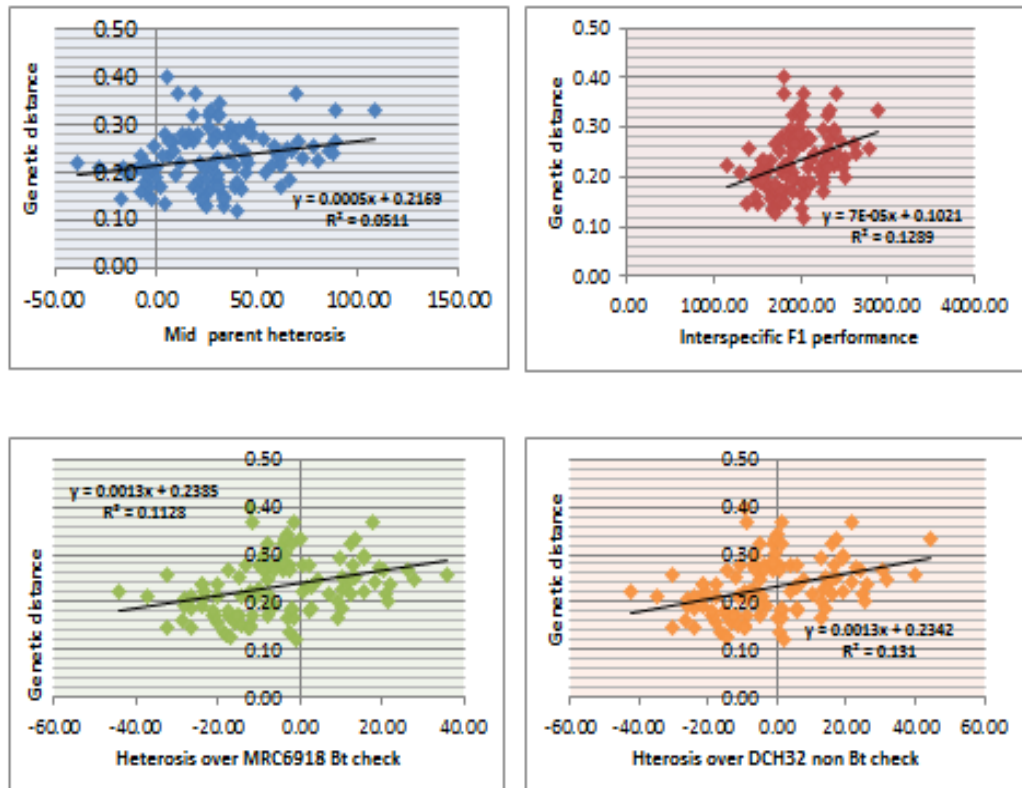 0.50
0.40
0.30
0.20
0.10
0.00
Genetic distance
y = 0.0005x + 0.2169
R² = 0.0511
-50.00 0.00 50.00 100.00 150.00
Mid parent heterosis
0.50
0.40
0.30
0.20
0.10
0.00
Genetic distance
y = 7E-05x + 0.1021
R² = 0.1289
0.00 1000.00 2000.00 3000.00 4000.00
Interspecific F1 performance
0.50
0.40
0.30
0.20
0.10
0.00
Genetic distance
y = 0.0013x + 0.2385
R² = 0.1128
-60.00 -40.00 -20.00 0.00 20.00 40.00
Heterosis over MRC6918 Bt check
0.50
0.40
0.30
0.20
0.10
0.00
Genetic distance
y = 0.0013x + 0.2342
R² = 0.131
-60.00 -40.00 -20.00 0.00 20.00 40.00 60.00
Hterosis over DCH32 non Bt check